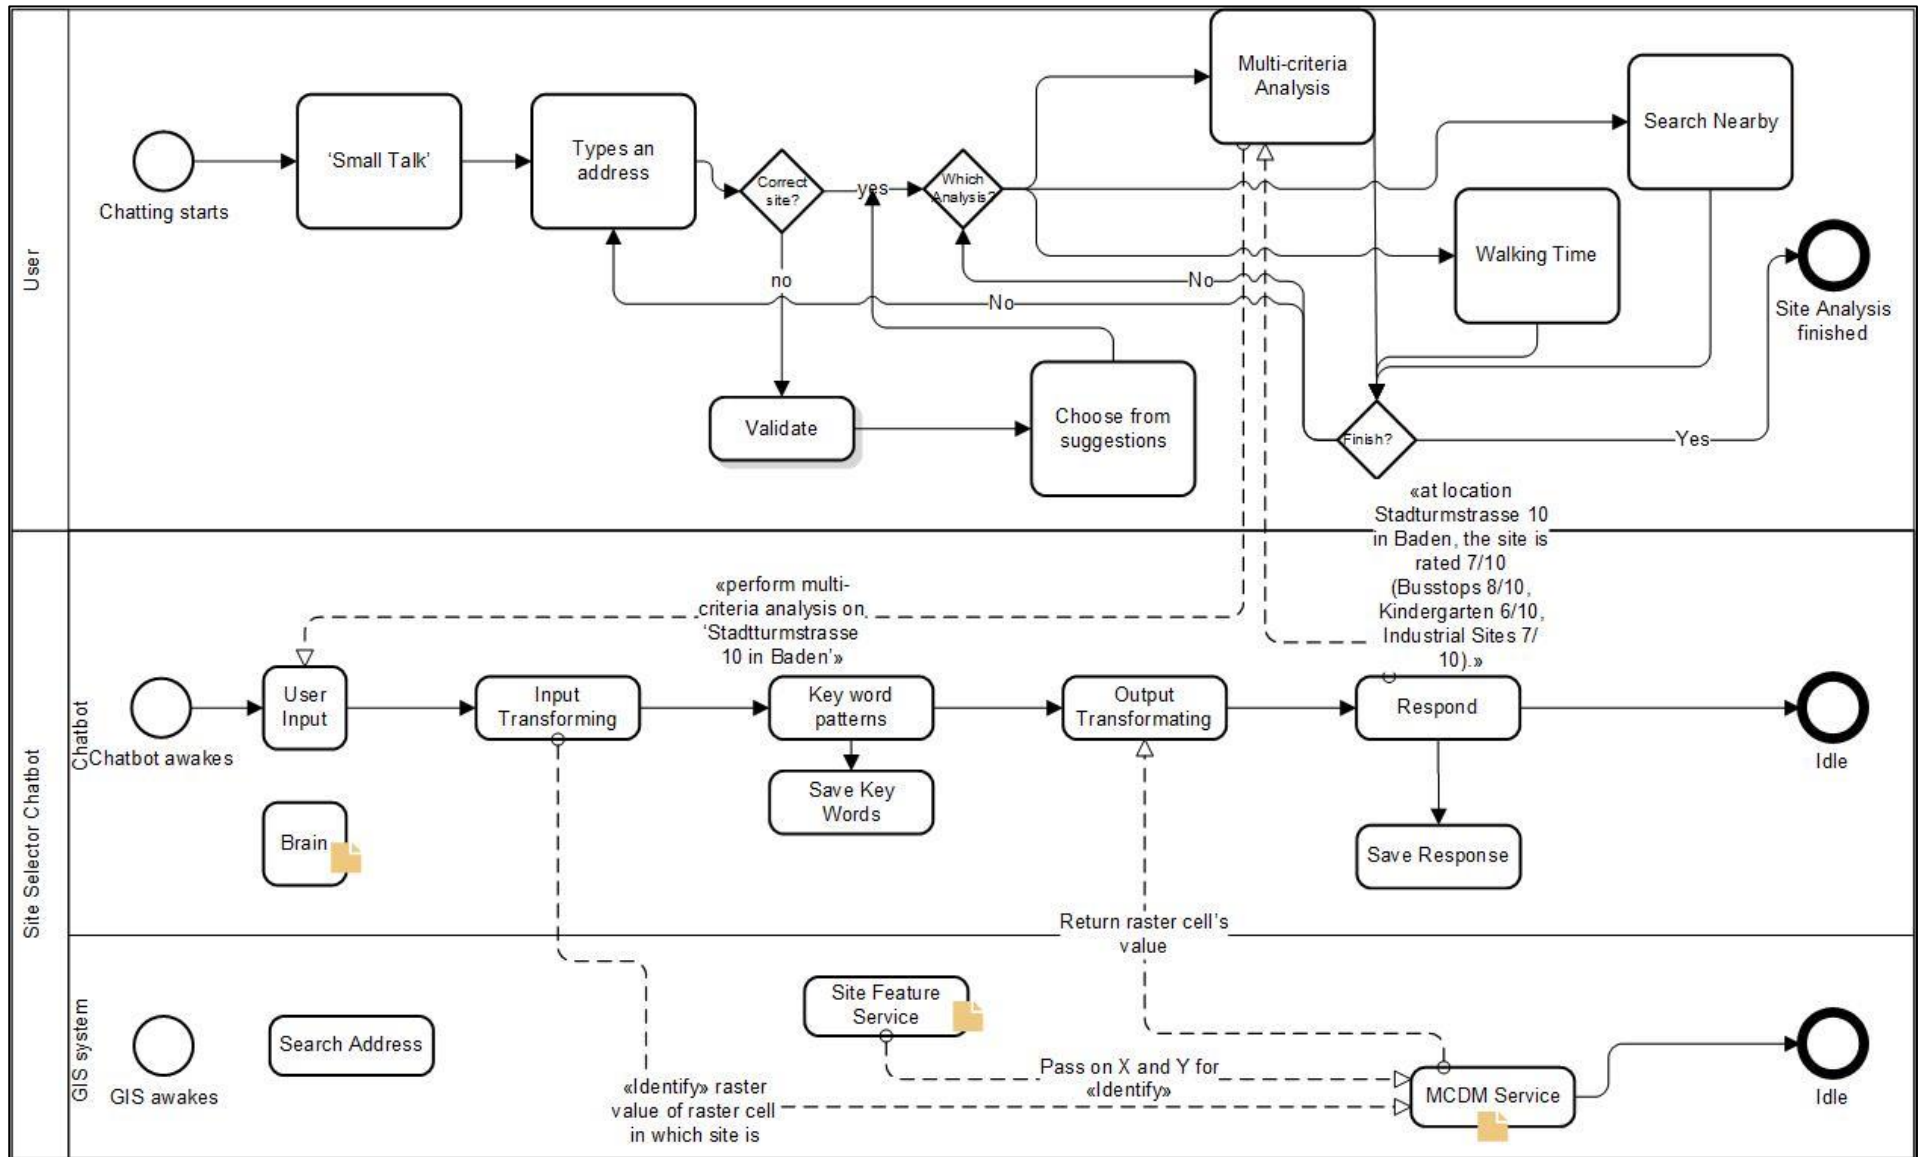 User
Chatting starts
‘Small Talk’
Types an
address
Correct
site?
yes
no
Which
Analysis?
Multi-criteria
Analysis
Search Nearby
Walking Time
No
No
Validate
Choose from
suggestions
Finish?
Yes
Site Analysis
finished
Site Selector Chatbot
Chatbot
Chatbot awakes
«perform multi-
criteria analysis on
‘Stadtturmstrasse
10 in Baden’»
«at location
Stadturmstrasse 10
in Baden, the site is
rated 7/10
(Busstops 8/10,
Kindergarten 6/10,
Industrial Sites 7/
10).»
User
Input
Input
Transforming
Key word
patterns
Save Key
Words
Output
Transformating
Respond
Save Response
Idle
Brain
Return raster cell’s
value
GIS system
GIS awakes
Search Address
Site Feature
Service
Pass on X and Y for
«Identify»
«Identify» raster
value of raster cell
in which site is
MCDM Service
Idle